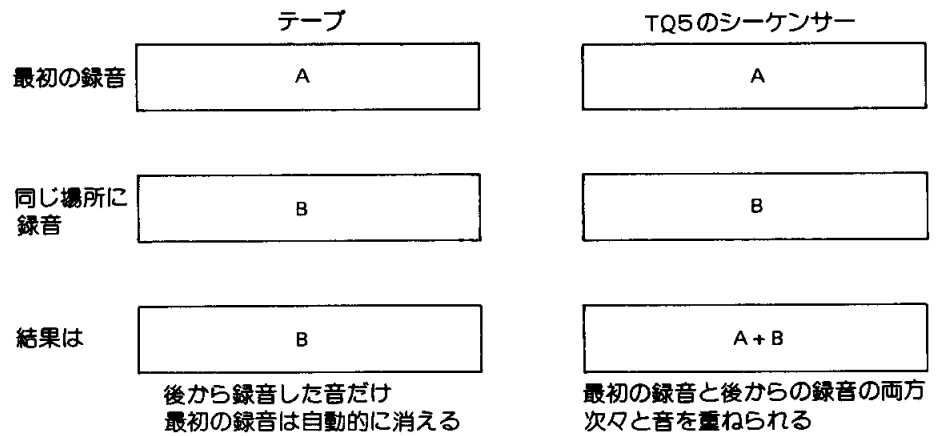 テープ
TQ5のシーケンサー
最初の録音
A
A
同じ場所に
録音
B
B
結果は
B
A+B
後から録音した音だけ
最初の録音は自動的に消える
最初の録音と後からの録音の両方
次々と音を重ねられる